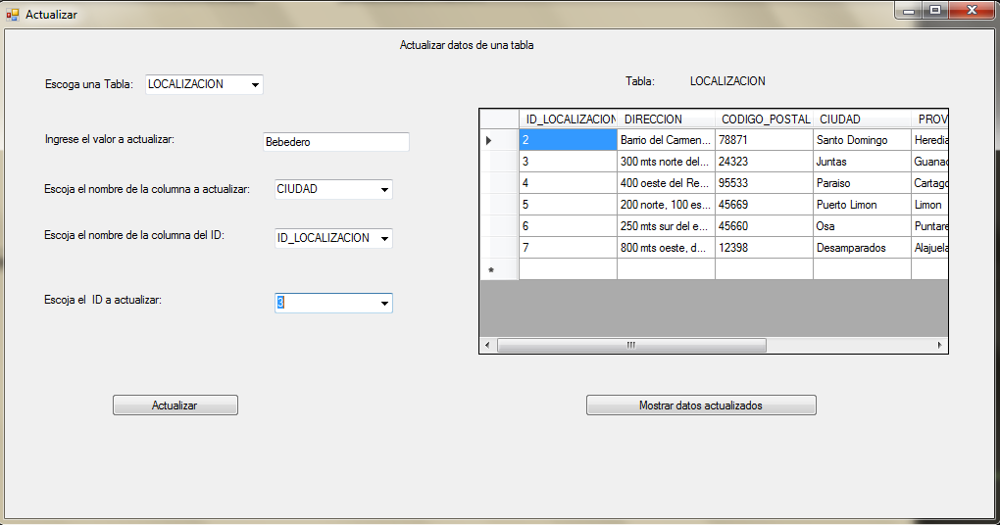 Actualizar
Actualizar datos de una tabla
Escoga una Tabla: LOCALIZACION
Tabla: LOCALIZACION
Ingrese el valor a actualizar: Bebedero
Escoja el nombre de la columna a actualizar: CIUDAD
Escoja el nombre de la columna del ID: ID_LOCALIZACION
Escoja el  ID a actualizar: 3
ID_LOCALIZACION DIRECCION CODIGO_POSTAL CIUDAD PROV
2 Barrio del Carmen... 78871 Santo Domingo Heredia
3 300 mts norte del... 24323 Juntas Guanac
4 400 oeste del Re... 95533 Paraiso Cartago
5 200 norte, 100 es... 45669 Puerto Limon Limon
6 250 mts sur del e... 45660 Osa Puntare
7 800 mts oeste, d... 12398 Desamparados Alajuela
Actualizar
Mostrar datos actualizados